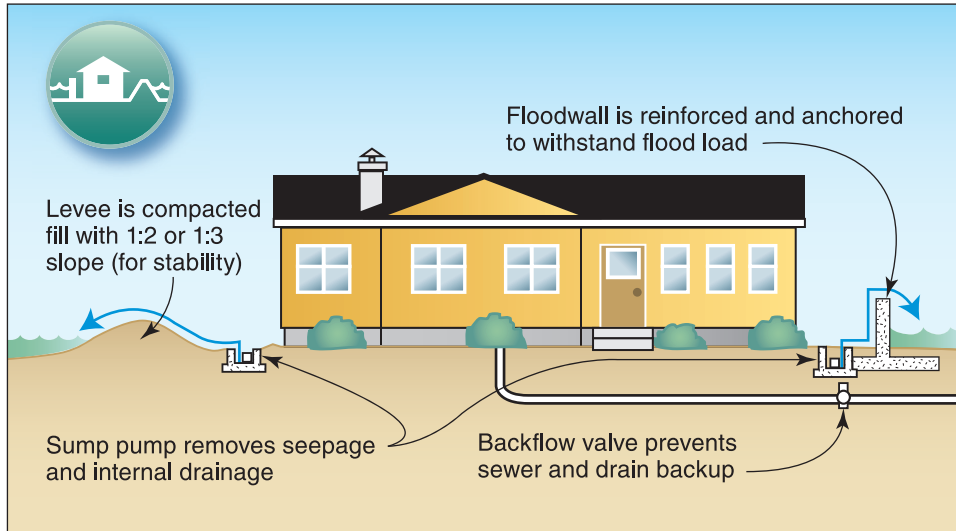 Floodwall is reinforced and anchored
to withstand flood load
Levee is compacted
fill with 1:2 or 1:3
slope (for stability)
Sump pump removes seepage
and internal drainage
Backflow valve prevents
sewer and drain backup